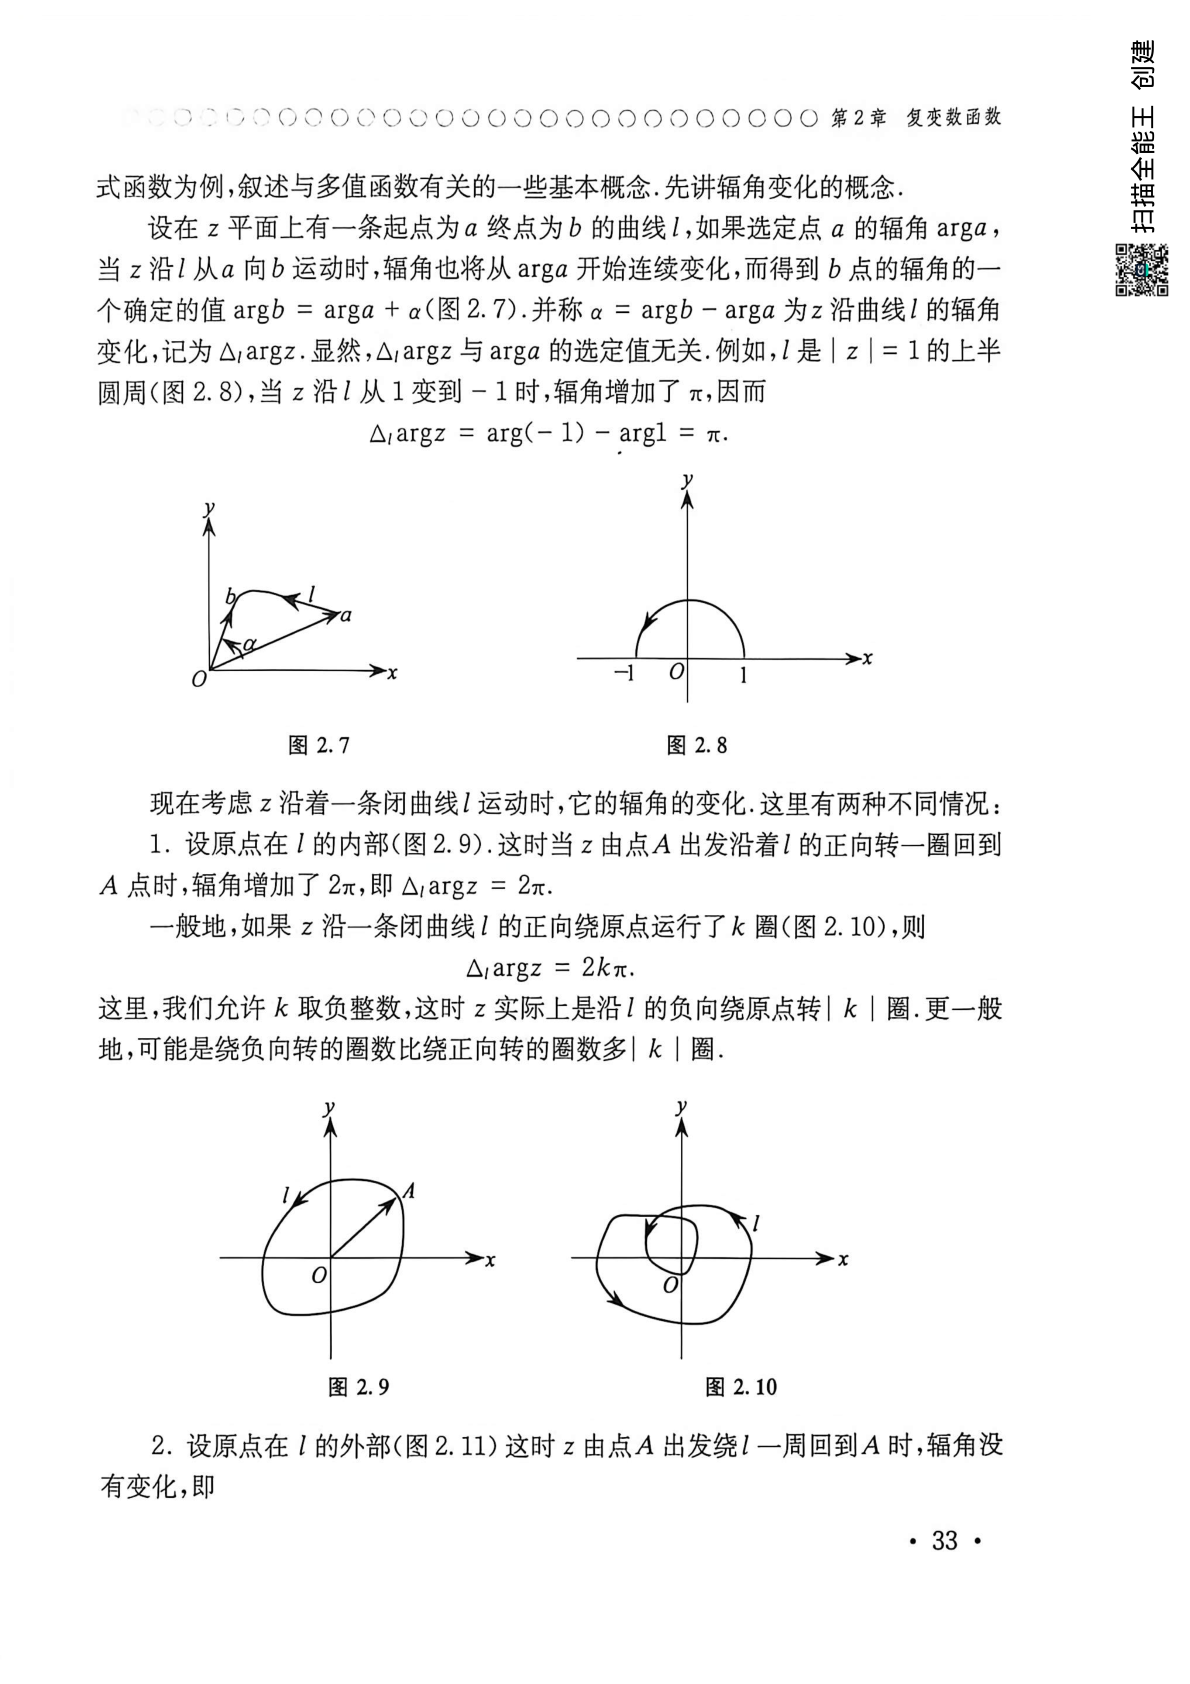 第2章 复变数函数
式函数为例,叙述与多值函数有关的一些基本概念.先讲辐角变化的概念.
设在 z 平面上有一条起点为 a 终点为 b 的曲线 l,如果选定点 a 的辐角 arga,
当 z 沿 l 从 a 向 b 运动时,辐角也将从 arga 开始连续变化,而得到 b 点的辐角的一
个确定的值 argb = arga + α(图 2.7).并称 α = argb − arga 为 z 沿曲线 l 的辐角
变化,记为 Δₗargz.显然,Δₗargz 与 arga 的选定值无关.例如,l 是| z | = 1 的上半
圆周(图 2.8),当 z 沿 l 从 1 变到 − 1 时,辐角增加了 π,因而
Δₗargz = arg(− 1) − arg1 = π.
y
b
l
a
α
O
x
y
−1
O
1
x
图 2.7
图 2.8
现在考虑 z 沿着一条闭曲线 l 运动时,它的辐角的变化.这里有两种不同情况:
1. 设原点在 l 的内部(图 2.9).这时当 z 由点 A 出发沿着 l 的正向转一圈回到
A 点时,辐角增加了 2π,即 Δₗargz = 2π.
一般地,如果 z 沿一条闭曲线 l 的正向绕原点运行了 k 圈(图 2.10),则
Δₗargz = 2kπ.
这里,我们允许 k 取负整数,这时 z 实际上是沿 l 的负向绕原点转| k | 圈.更一般
地,可能是绕负向转的圈数比绕正向转的圈数多| k | 圈.
y
l
A
O
x
y
l
O
x
图 2.9
图 2.10
2. 设原点在 l 的外部(图 2.11) 这时 z 由点 A 出发绕 l 一周回到 A 时,辐角没
有变化,即
· 33 ·
扫描全能王 创建